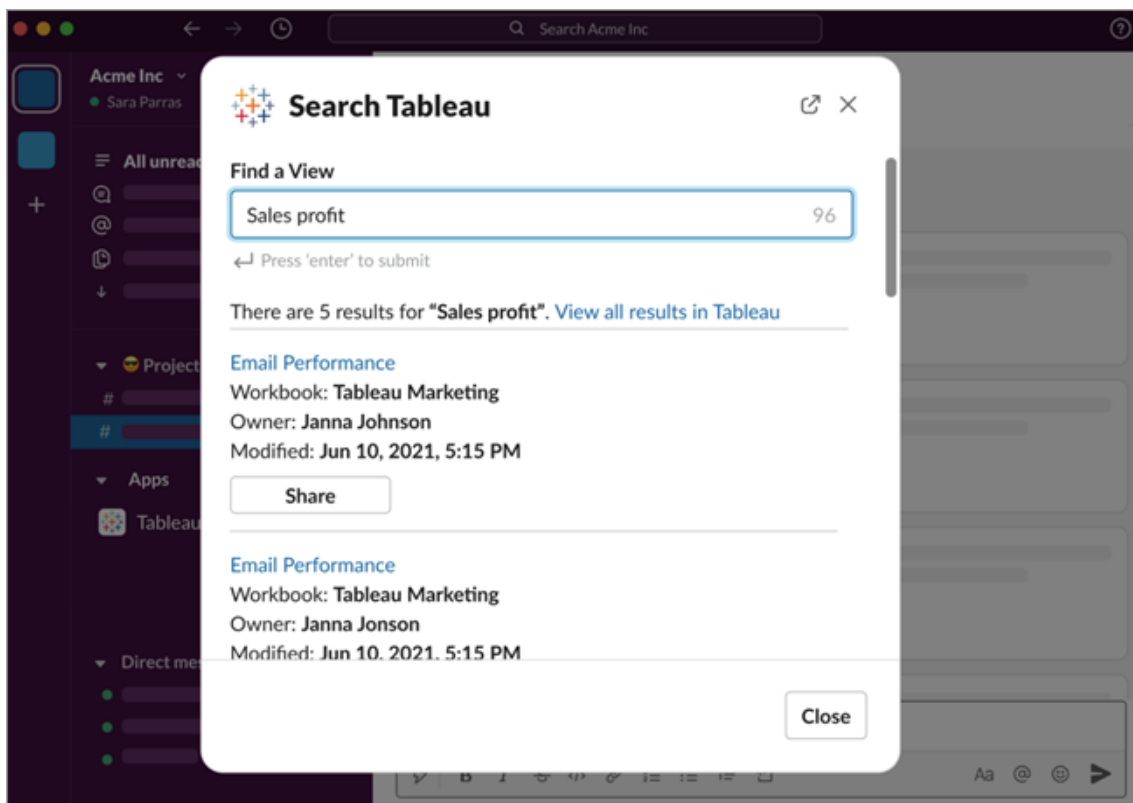 Search Acme Inc
Acme Inc
Sara Parras
All unread
😎 Project
#
#
Apps
Tableau
Direct mes
Search Tableau
Find a View
Sales profit 96
Press 'enter' to submit
There are 5 results for “Sales profit”. View all results in Tableau
Email Performance
Workbook: Tableau Marketing
Owner: Janna Johnson
Modified: Jun 10, 2021, 5:15 PM
Share
Email Performance
Workbook: Tableau Marketing
Owner: Janna Jonson
Modified: Jun 10, 2021, 5:15 PM
Close
Aa @